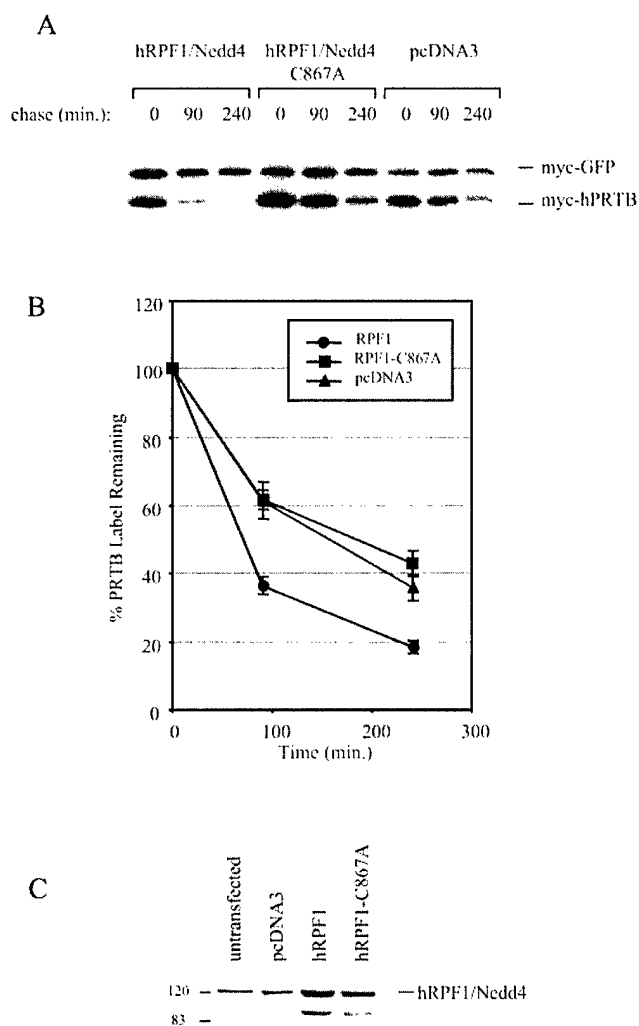 A
hRPF1/Nedd4 hRPF1/Nedd4 C867A pcDNA3
chase (min.): 0 90 240 0 90 240 0 90 240
myc-GFP
myc-hPRTB
B
120
100
80
60
40
20
0
% PRTB Label Remaining
RPF1
RPF1-C867A
pcDNA3
0 100 200 300
Time (min.)
C
untransfected
pcDNA3
hRPF1
hRPF1-C867A
120
hRPF1/Nedd4
83